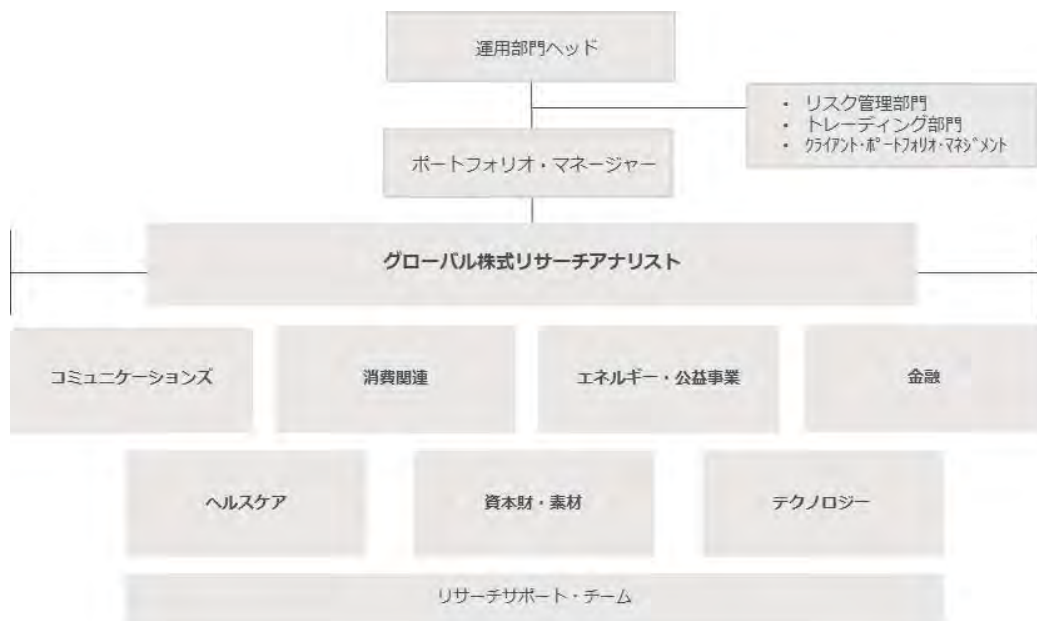 運用部門ヘッド
・ リスク管理部門
・ トレーディング部門
・ クライアント・ポートフォリオ・マネジメント
ポートフォリオ・マネージャー
グローバル株式リサーチアナリスト
コミュニケーションズ
消費関連
エネルギー・公益事業
金融
ヘルスケア
資本財・素材
テクノロジー
リサーチサポート・チーム